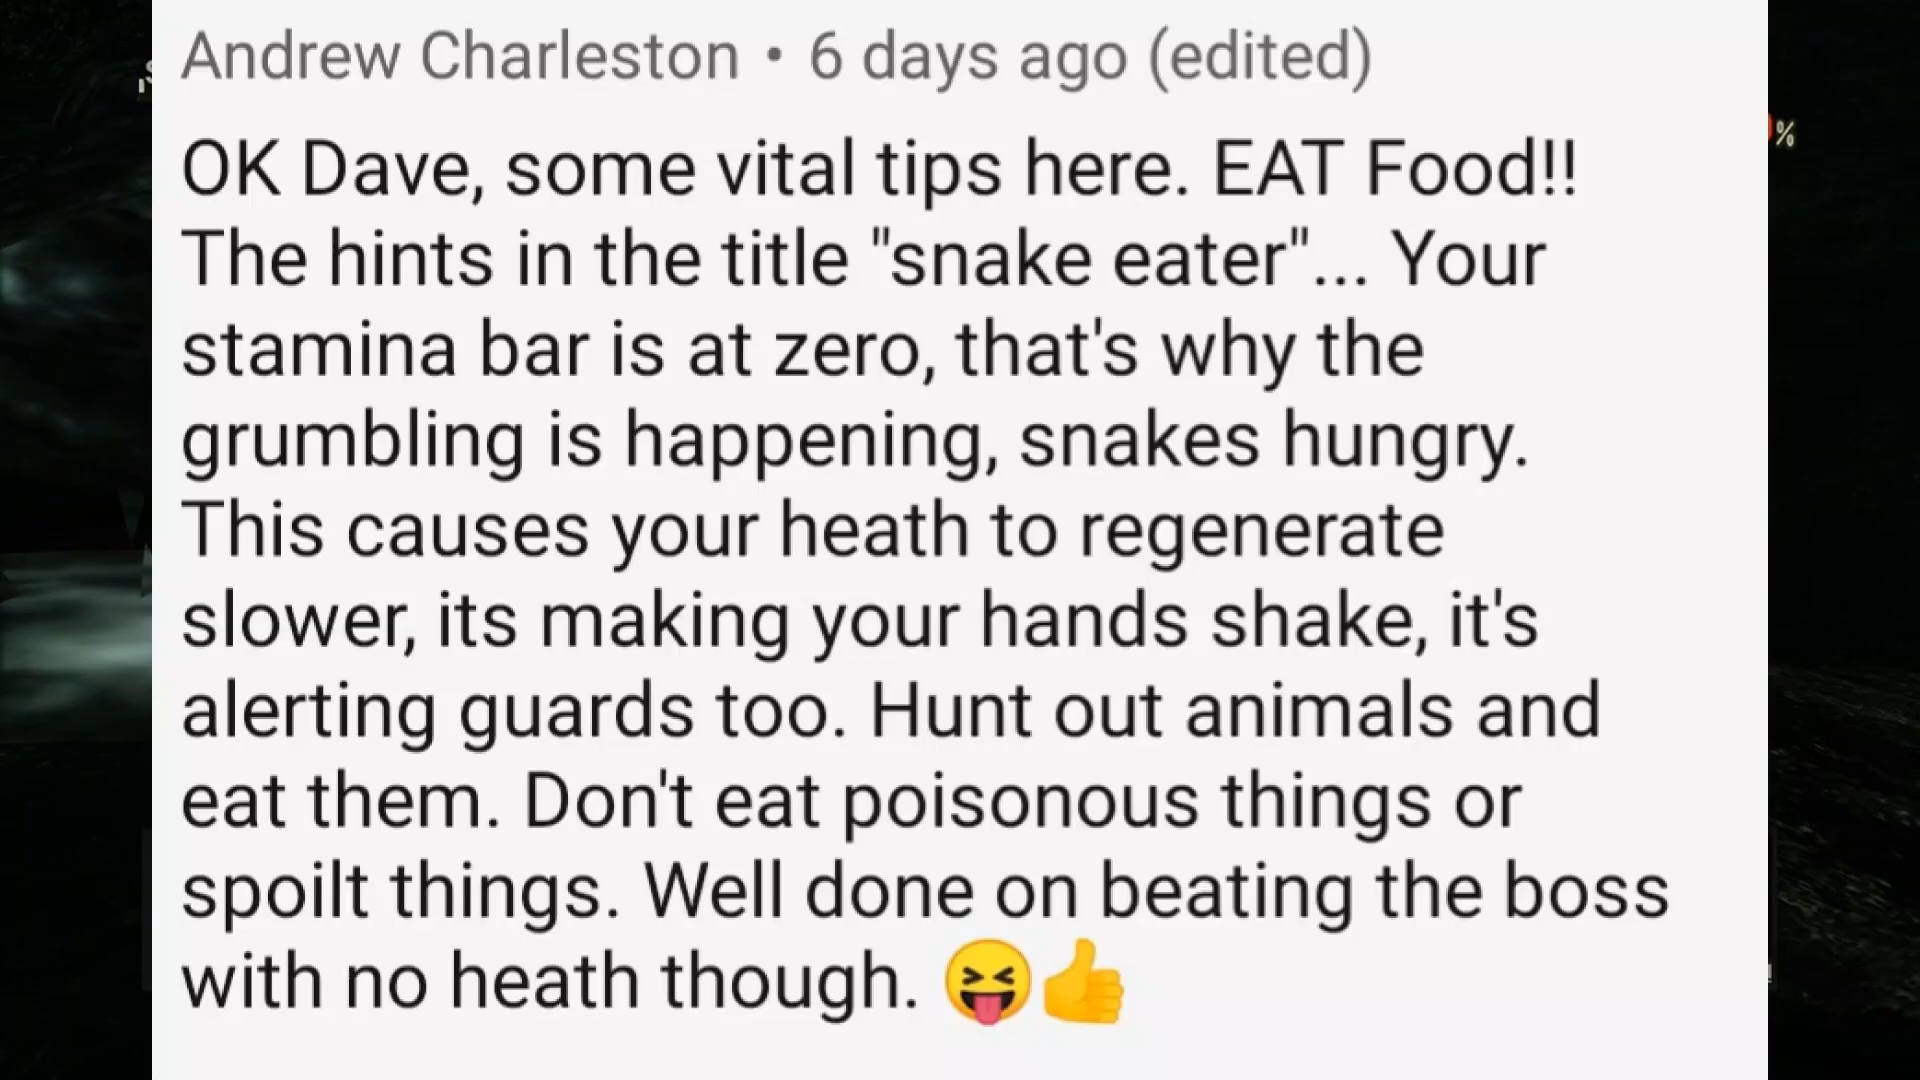 Andrew Charleston • 6 days ago (edited)
OK Dave, some vital tips here. EAT Food!!
The hints in the title "snake eater"... Your
stamina bar is at zero, that's why the
grumbling is happening, snakes hungry.
This causes your heath to regenerate
slower, its making your hands shake, it's
alerting guards too. Hunt out animals and
eat them. Don't eat poisonous things or
spoilt things. Well done on beating the boss
with no heath though. 😝👍
%